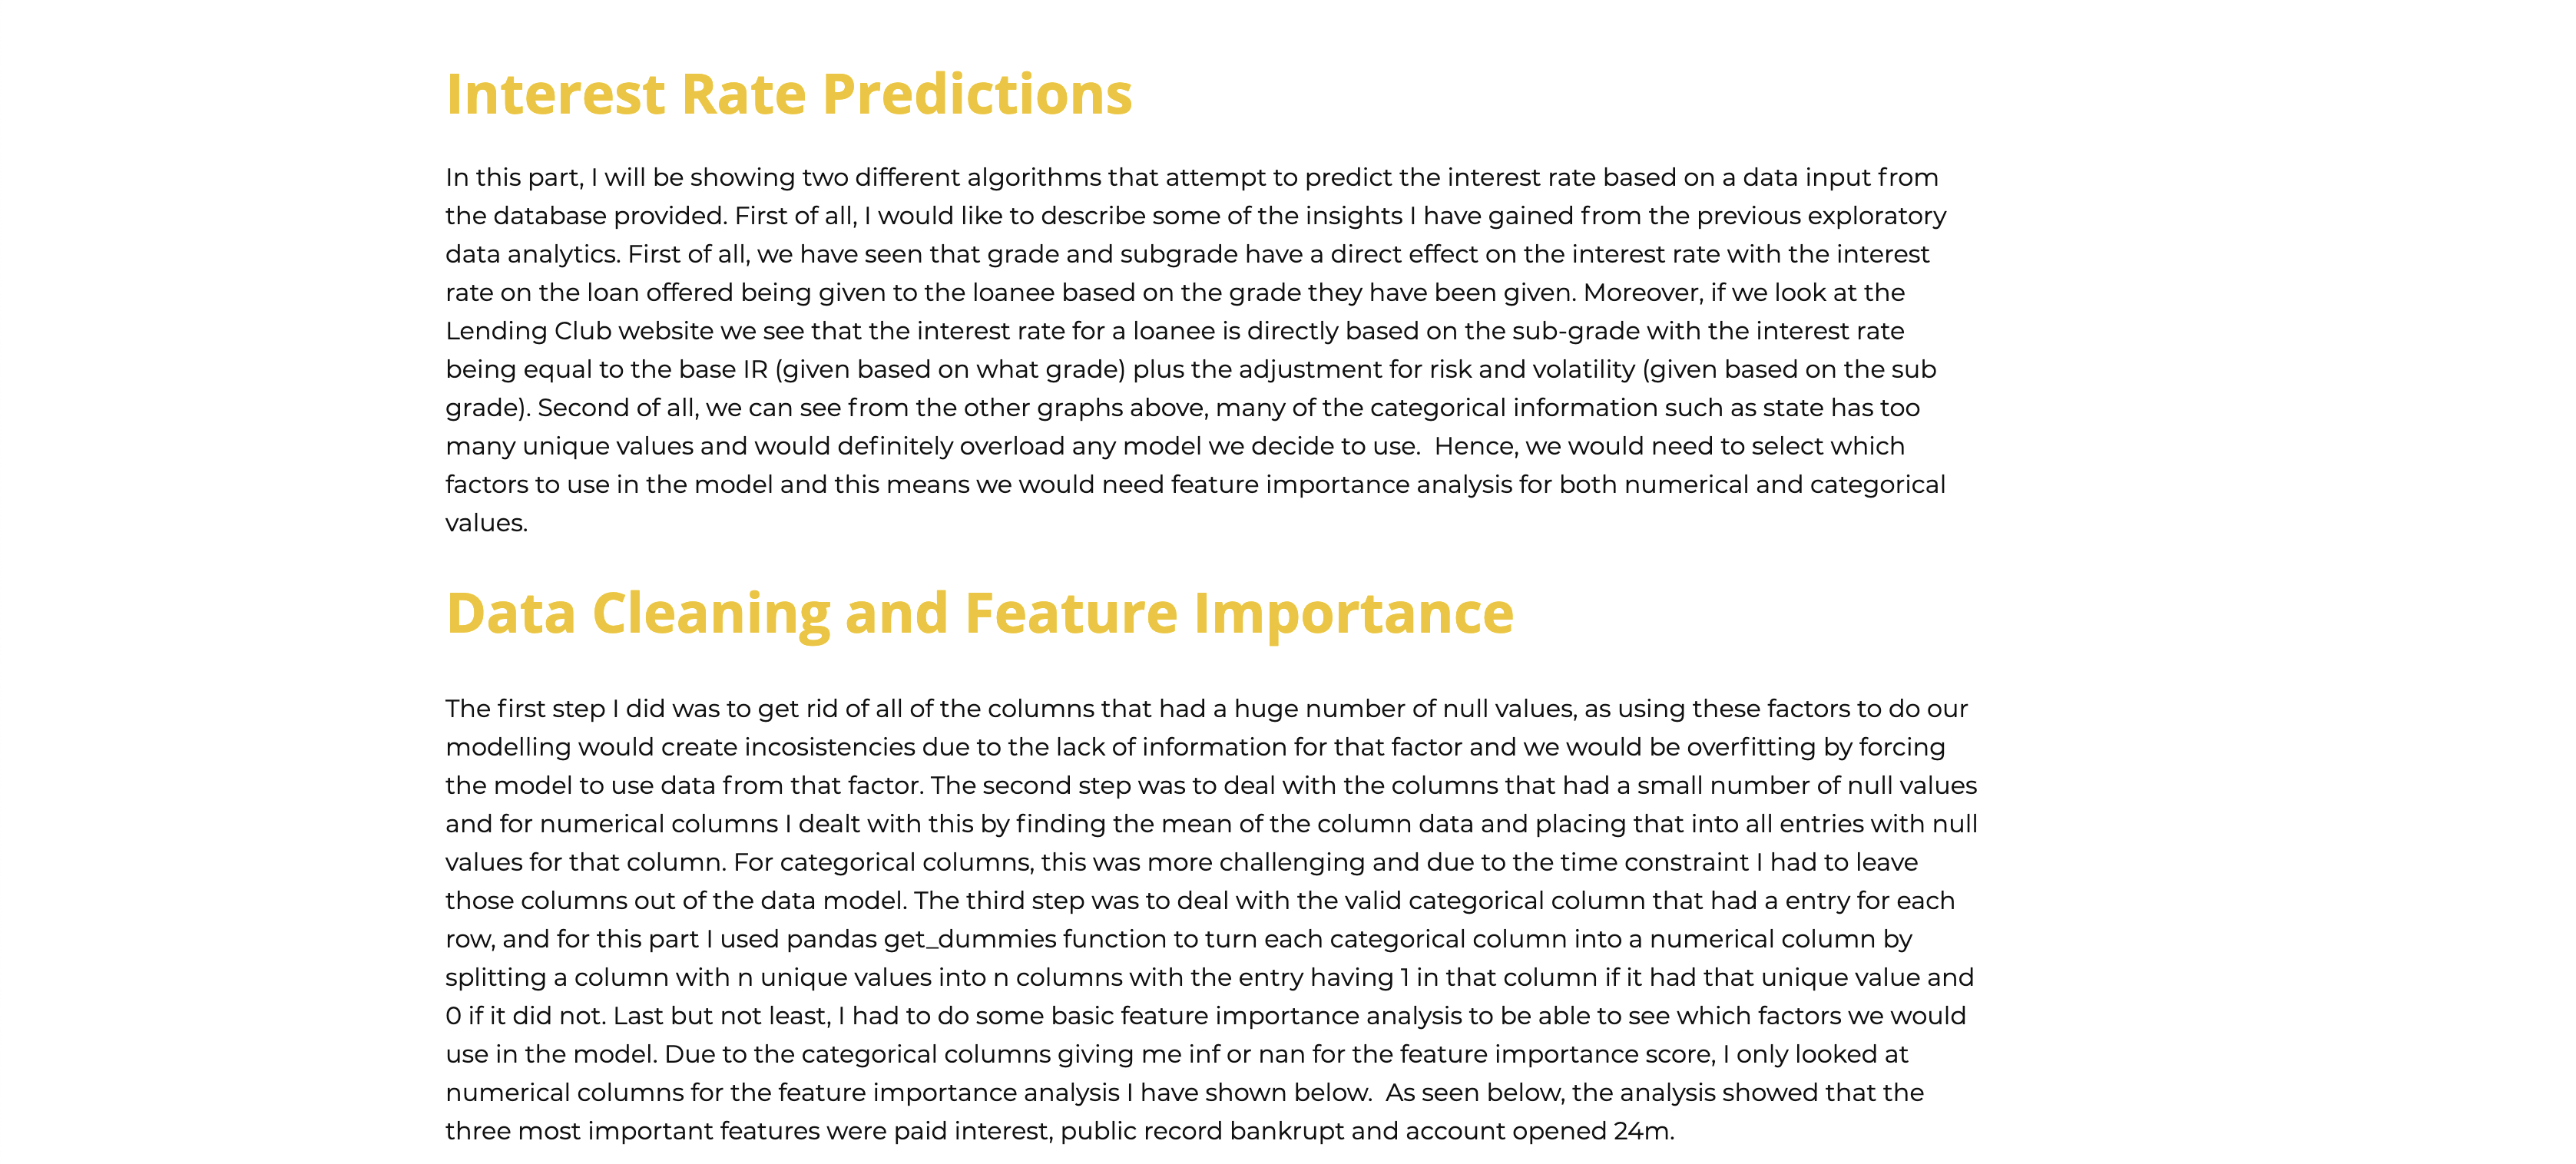 Interest Rate Predictions
In this part, I will be showing two different algorithms that attempt to predict the interest rate based on a data input from
the database provided. First of all, I would like to describe some of the insights I have gained from the previous exploratory
data analytics. First of all, we have seen that grade and subgrade have a direct effect on the interest rate with the interest
rate on the loan offered being given to the loanee based on the grade they have been given. Moreover, if we look at the
Lending Club website we see that the interest rate for a loanee is directly based on the sub-grade with the interest rate
being equal to the base IR (given based on what grade) plus the adjustment for risk and volatility (given based on the sub
grade). Second of all, we can see from the other graphs above, many of the categorical information such as state has too
many unique values and would definitely overload any model we decide to use.  Hence, we would need to select which
factors to use in the model and this means we would need feature importance analysis for both numerical and categorical
values.
Data Cleaning and Feature Importance
The first step I did was to get rid of all of the columns that had a huge number of null values, as using these factors to do our
modelling would create incosistencies due to the lack of information for that factor and we would be overfitting by forcing
the model to use data from that factor. The second step was to deal with the columns that had a small number of null values
and for numerical columns I dealt with this by finding the mean of the column data and placing that into all entries with null
values for that column. For categorical columns, this was more challenging and due to the time constraint I had to leave
those columns out of the data model. The third step was to deal with the valid categorical column that had a entry for each
row, and for this part I used pandas get_dummies function to turn each categorical column into a numerical column by
splitting a column with n unique values into n columns with the entry having 1 in that column if it had that unique value and
0 if it did not. Last but not least, I had to do some basic feature importance analysis to be able to see which factors we would
use in the model. Due to the categorical columns giving me inf or nan for the feature importance score, I only looked at
numerical columns for the feature importance analysis I have shown below.  As seen below, the analysis showed that the
three most important features were paid interest, public record bankrupt and account opened 24m.